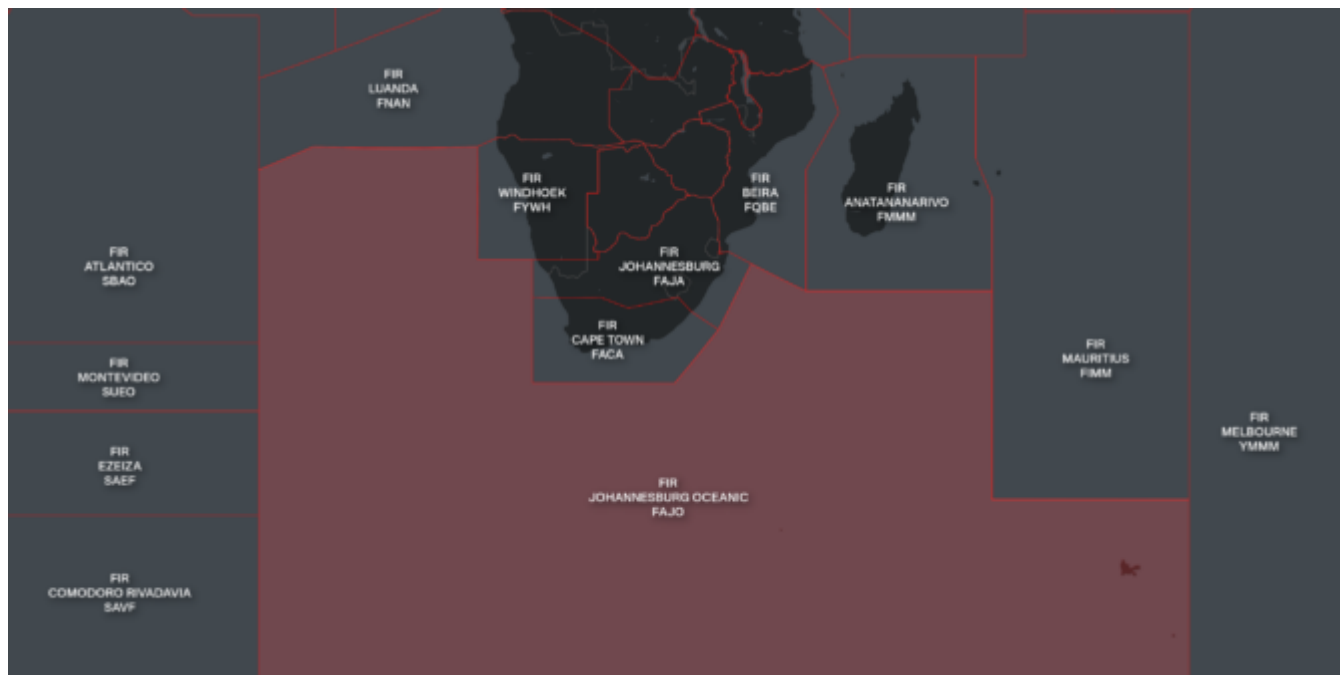 FIR
LUANDA
FNAN
FIR
WINDHOEK
FYWH
FIR
BEIRA
FQBE
FIR
ANATANANARIVO
FMMM
FIR
ATLANTICO
SBAO
FIR
JOHANNESBURG
FAJA
FIR
CAPE TOWN
FACA
FIR
MAURITIUS
FIMM
FIR
MONTEVIDEO
SUEO
FIR
MELBOURNE
YMMM
FIR
EZEIZA
SAEF
FIR
JOHANNESBURG OCEANIC
FAJO
FIR
COMODORO RIVADAVIA
SAVF